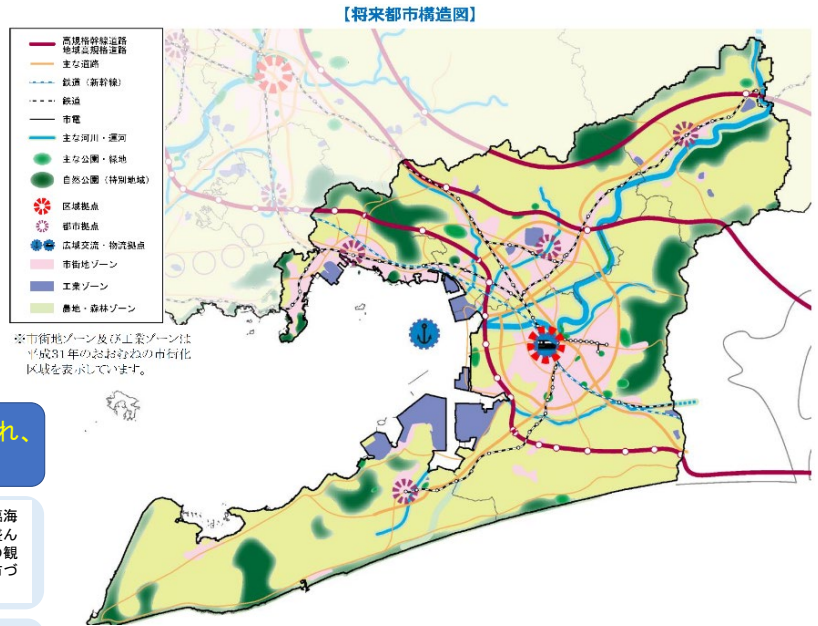 【将来都市構造図】
高規格幹線道路
地域高規格道路
主な道路
鉄道（新幹線）
鉄道
市電
主な河川・運河
主な公園・緑地
自然公園（特別地域）
区域拠点
都市拠点
広域交流・物流拠点
市街地ゾーン
工業ゾーン
農地・森林ゾーン
※市街地ゾーン及び工業ゾーンは
平成31年のおおむねの市街化
区域を表示しています。
れ、
臨海
ん
の観
づ